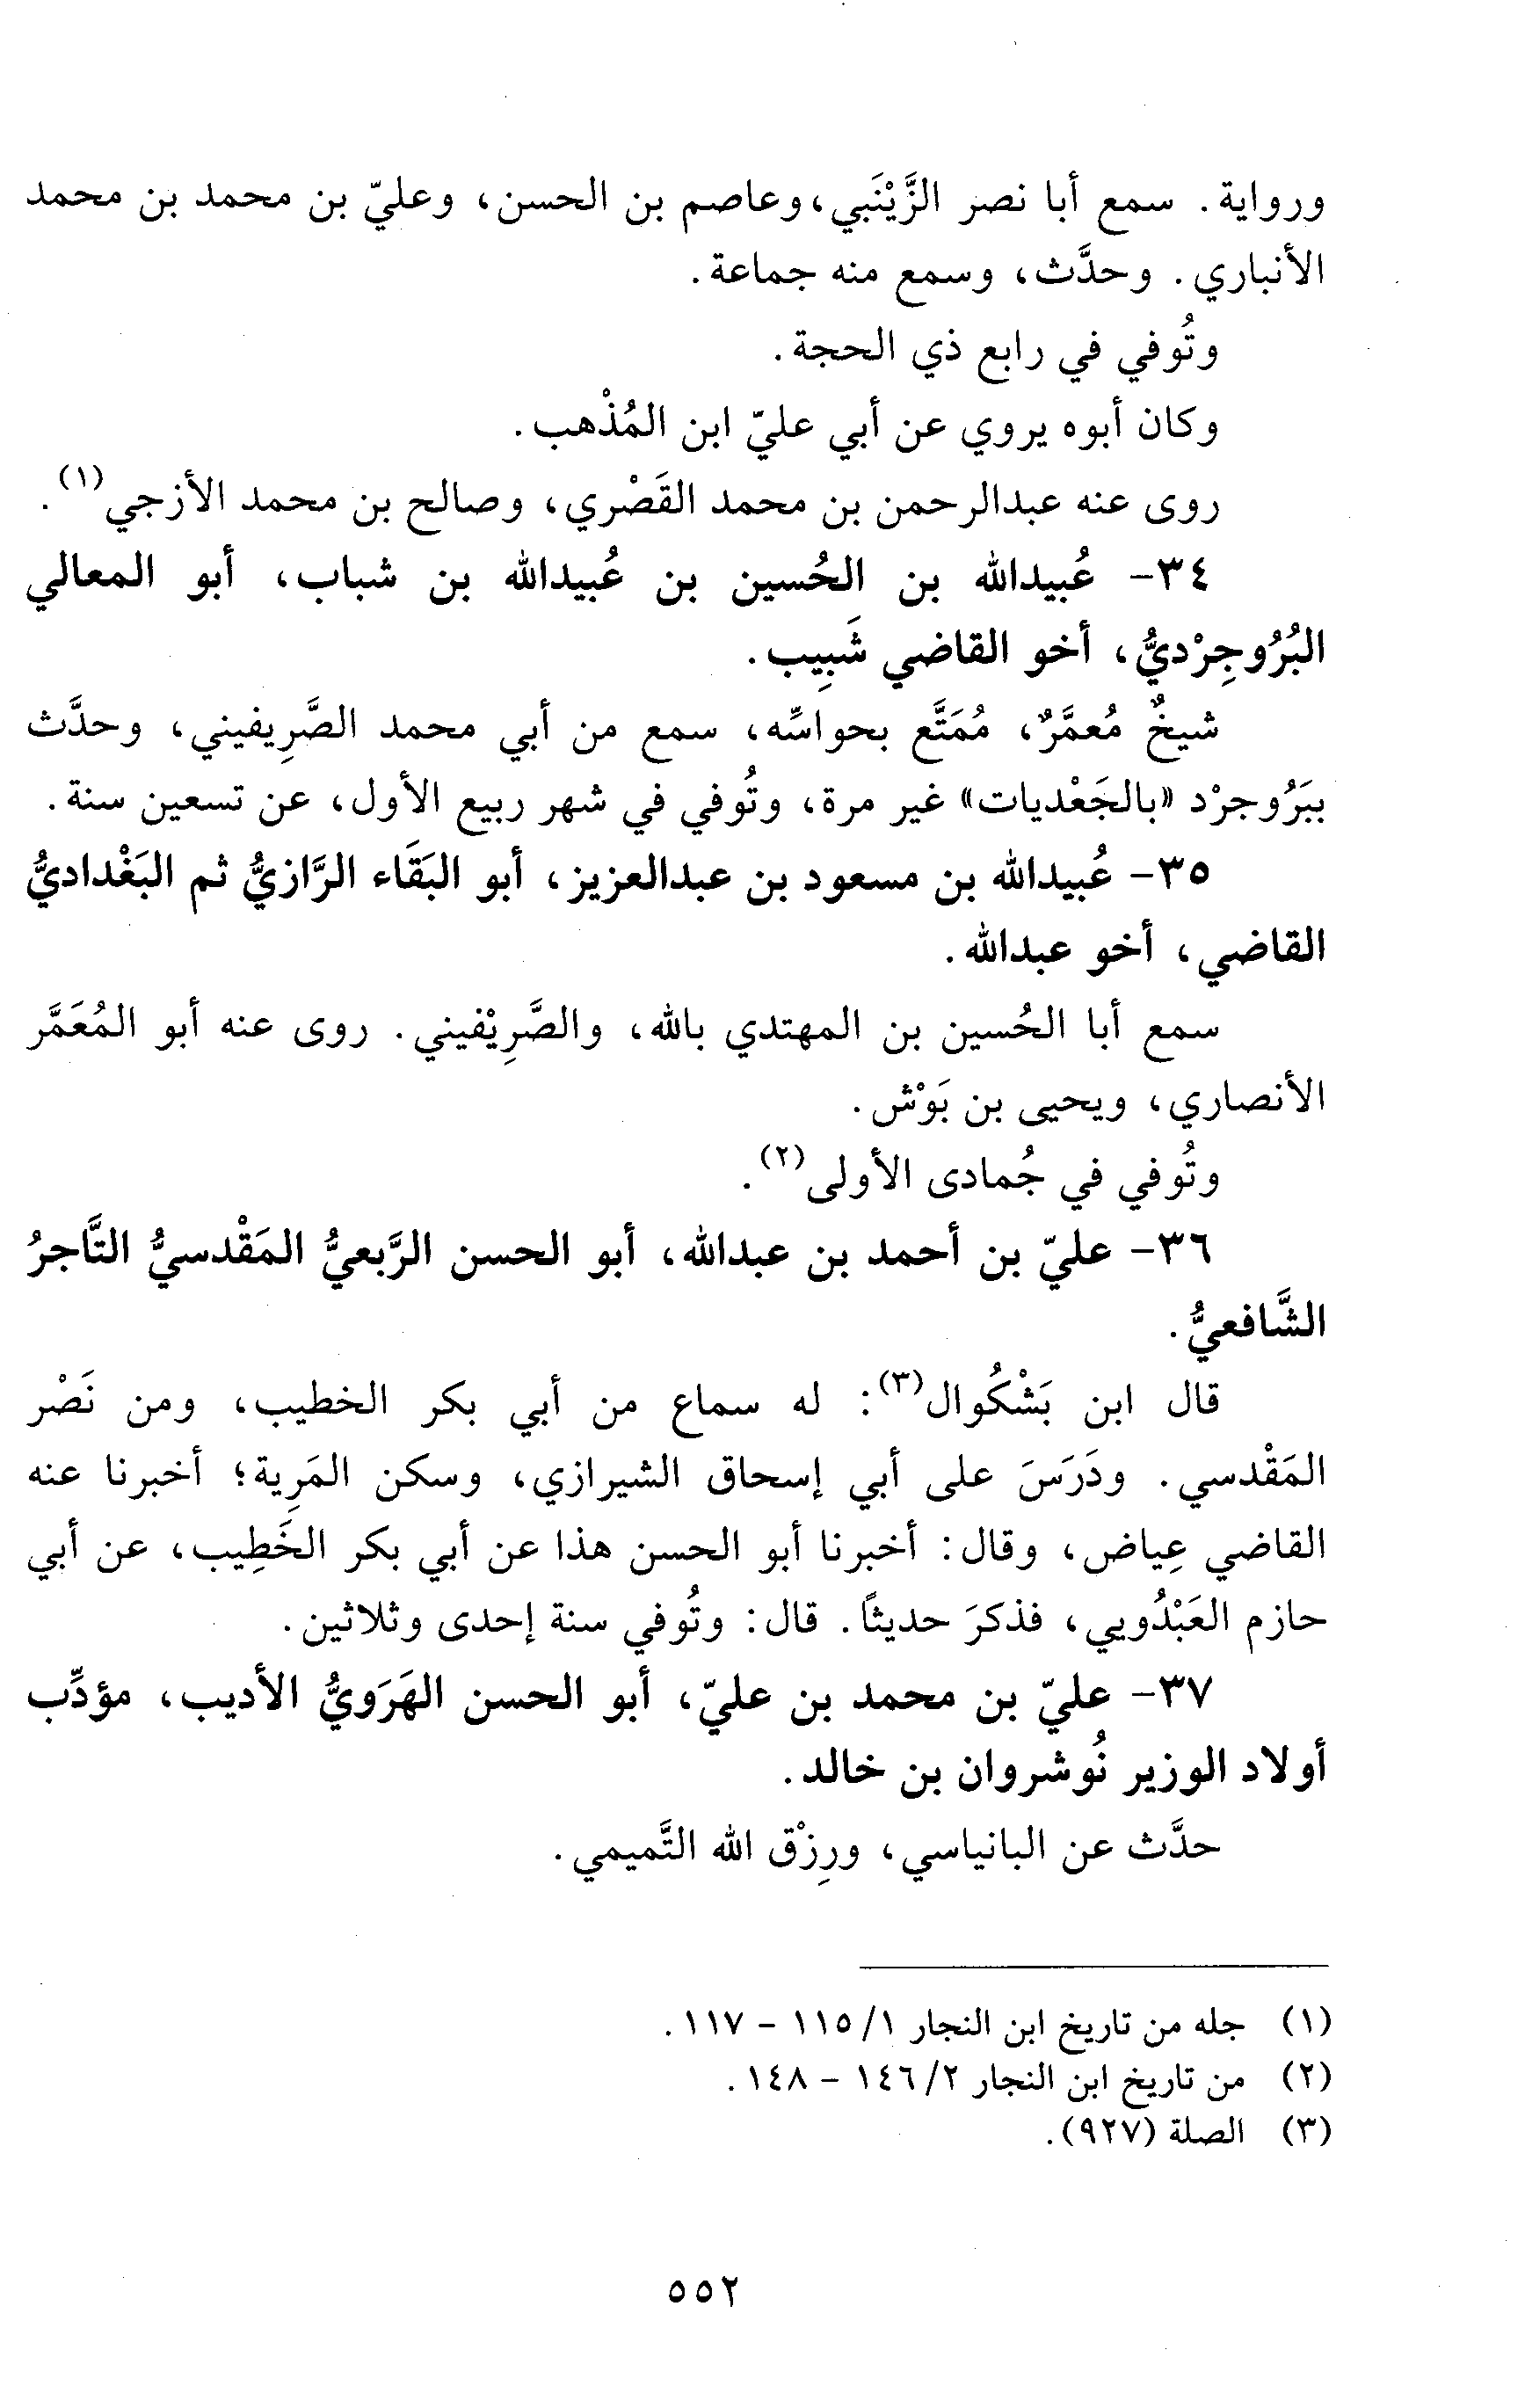 ورواية. سمع أبا نصر الزَّيْنَبي، وعاصم بن الحسن، وعليّ بن محمد بن محمد
الأنباري. وحدَّث، وسمع منه جماعة.
وتُوفي في رابع ذي الحجة.
وكان أبوه يروي عن أبي عليّ ابن المُذْهب.
روى عنه عبدالرحمن بن محمد القَصْري، وصالح بن محمد الأزجي(١).
٣٤- عُبيدالله بن الحُسين بن عُبيدالله بن شباب، أبو المعالي
البُرُوجِرْديُّ، أخو القاضي شَبِيب.
شيخٌ مُعمَّرٌ، مُمَتَّع بحواسِّه، سمع من أبي محمد الصَّرِيفيني، وحدَّث
ببَرُوجرْد «بالجَعْديات» غير مرة، وتُوفي في شهر ربيع الأول، عن تسعين سنة.
٣٥- عُبيدالله بن مسعود بن عبدالعزيز، أبو البَقَاء الرَّازيُّ ثم البَغْداديُّ
القاضي، أخو عبدالله.
سمع أبا الحُسين بن المهتدي بالله، والصَّرِيْفيني. روى عنه أبو المُعَمَّر
الأنصاري، ويحيى بن بَوْش.
وتُوفي في جُمادى الأولى(٢).
٣٦- عليّ بن أحمد بن عبدالله، أبو الحسن الرَّبعيُّ المَقْدسيُّ التَّاجرُ
الشَّافعيُّ.
قال ابن بَشْكُوال(٣): له سماع من أبي بكر الخطيب، ومن نَصْر
المَقْدسي. ودَرَسَ على أبي إسحاق الشيرازي، وسكن المَرِية؛ أخبرنا عنه
القاضي عِياض، وقال: أخبرنا أبو الحسن هذا عن أبي بكر الخَطِيب، عن أبي
حازم العَبْدُويي، فذكرَ حديثًا. قال: وتُوفي سنة إحدى وثلاثين.
٣٧- عليّ بن محمد بن عليّ، أبو الحسن الهَرَويُّ الأديب، مؤدِّب
أولاد الوزير نُوشروان بن خالد.
حدَّث عن البانياسي، ورِزْق الله التَّميمي.
(١) جله من تاريخ ابن النجار ١/ ١١٥ - ١١٧.
(٢) من تاريخ ابن النجار ٢/ ١٤٦ - ١٤٨.
(٣) الصلة (٩٢٧).
٥٥٢